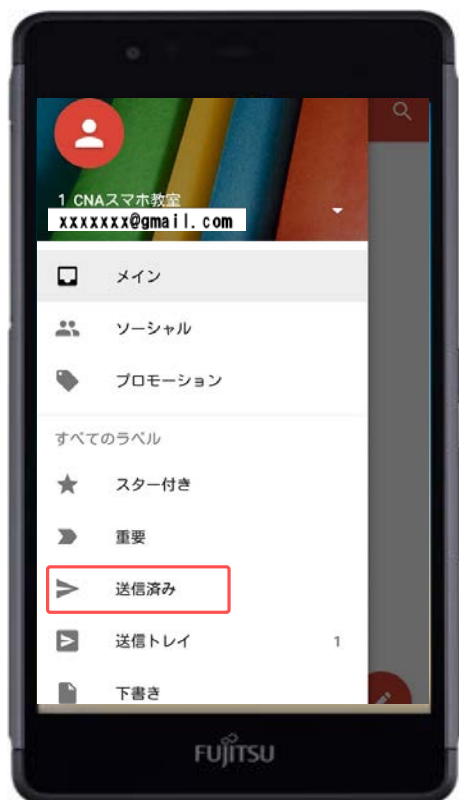 1 CNAスマホ教室
xxxxxxx@gmail.com
メイン
ソーシャル
プロモーション
すべてのラベル
スター付き
重要
送信済み
送信トレイ 1
下書き
FUJITSU